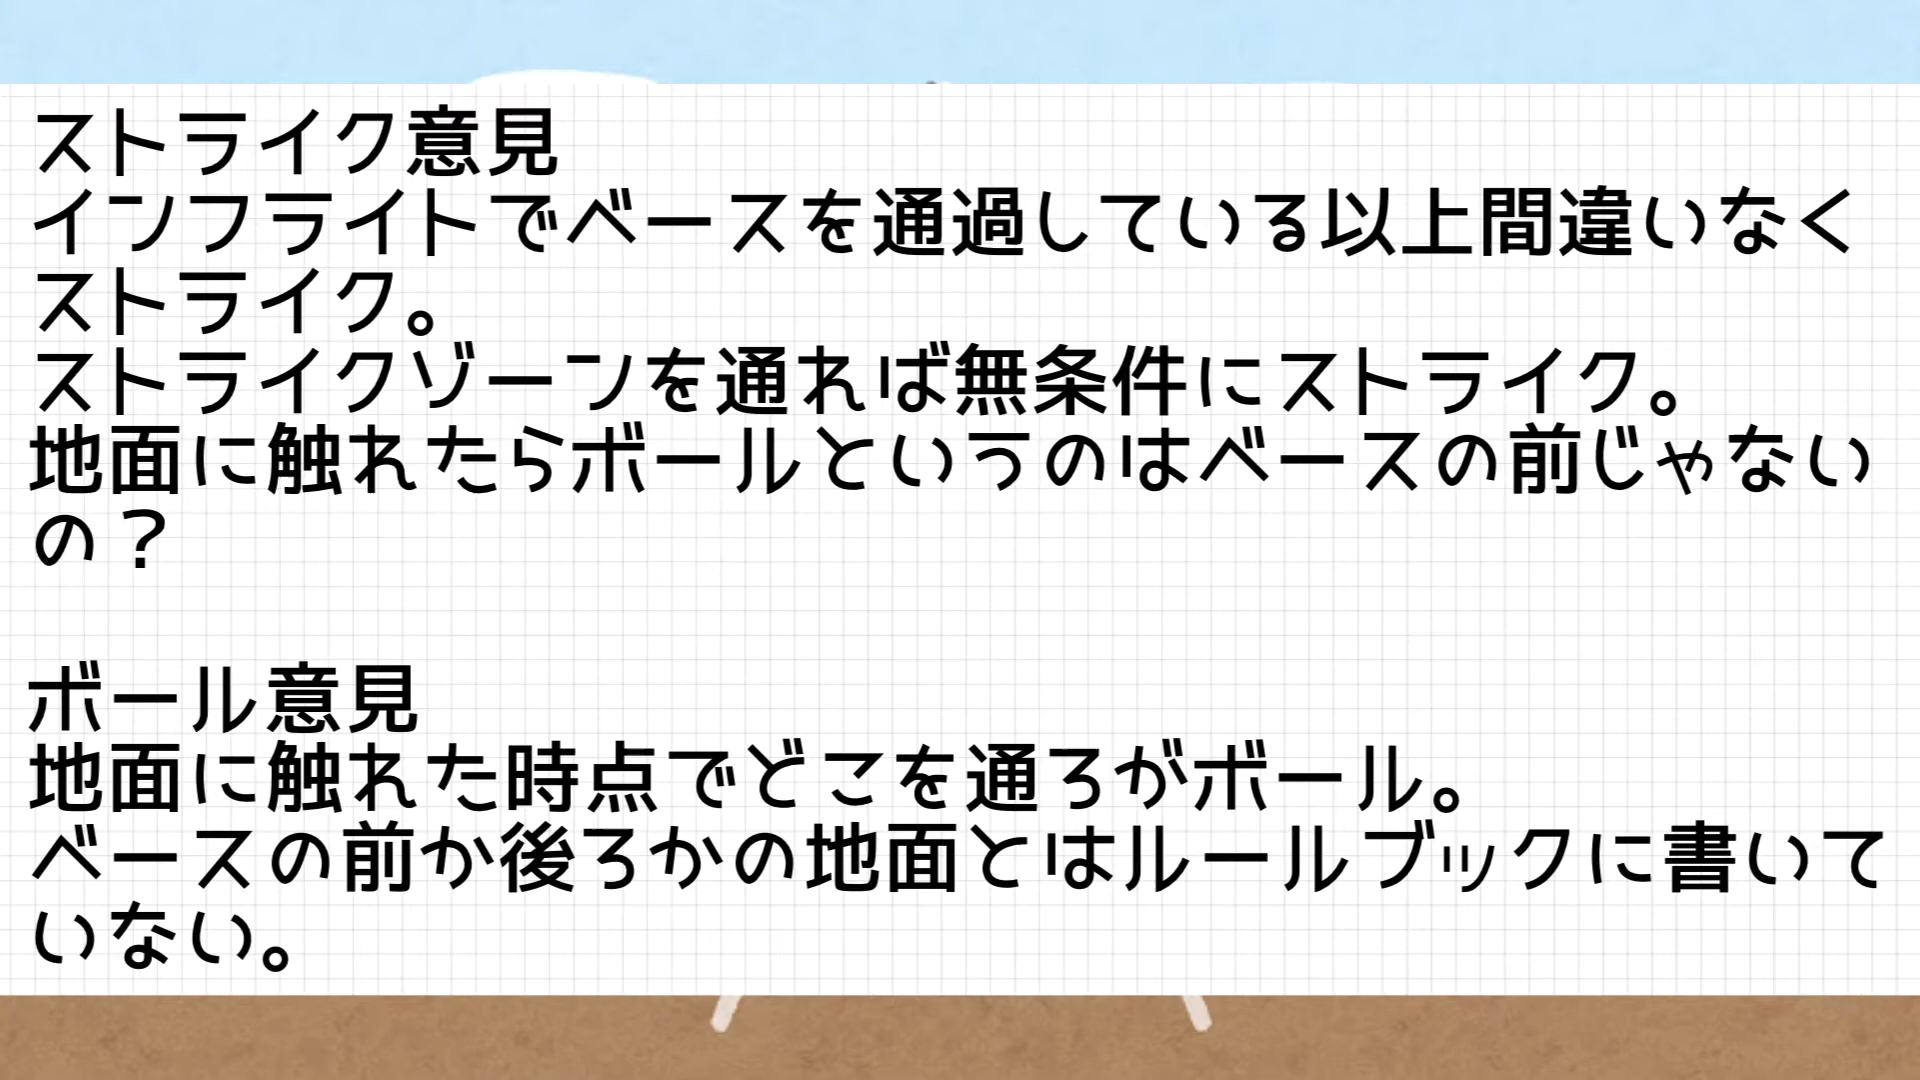 ストライク意見
インフライトでベースを通過している以上間違いなく
ストライク。
ストライクゾーンを通れば無条件にストライク。
地面に触れたらボールというのはベースの前じゃない
の？
ボール意見
地面に触れた時点でどこを通ろがボール。
ベースの前か後ろかの地面とはルールブックに書いて
いない。